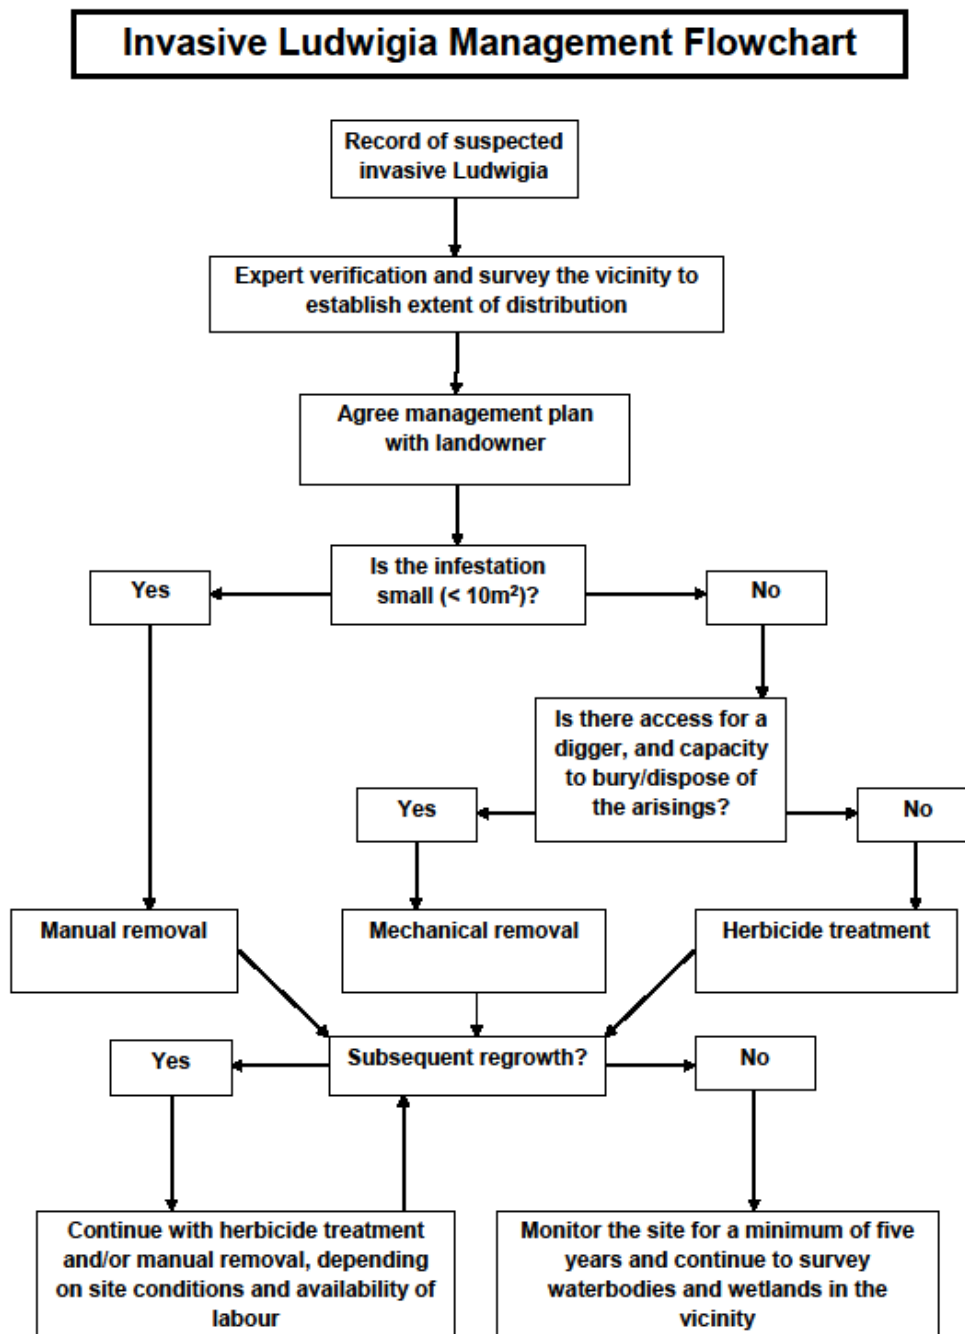 Invasive Ludwigia Management Flowchart
Record of suspected
invasive Ludwigia
Expert verification and survey the vicinity to
establish extent of distribution
Agree management plan
with landowner
Is the infestation
small (< 10m²)?
Yes
No
Is there access for a
digger, and capacity
to bury/dispose of
the arisings?
Yes
No
Manual removal
Mechanical removal
Herbicide treatment
Subsequent regrowth?
Yes
No
Continue with herbicide treatment
and/or manual removal, depending
on site conditions and availability of
labour
Monitor the site for a minimum of five
years and continue to survey
waterbodies and wetlands in the
vicinity